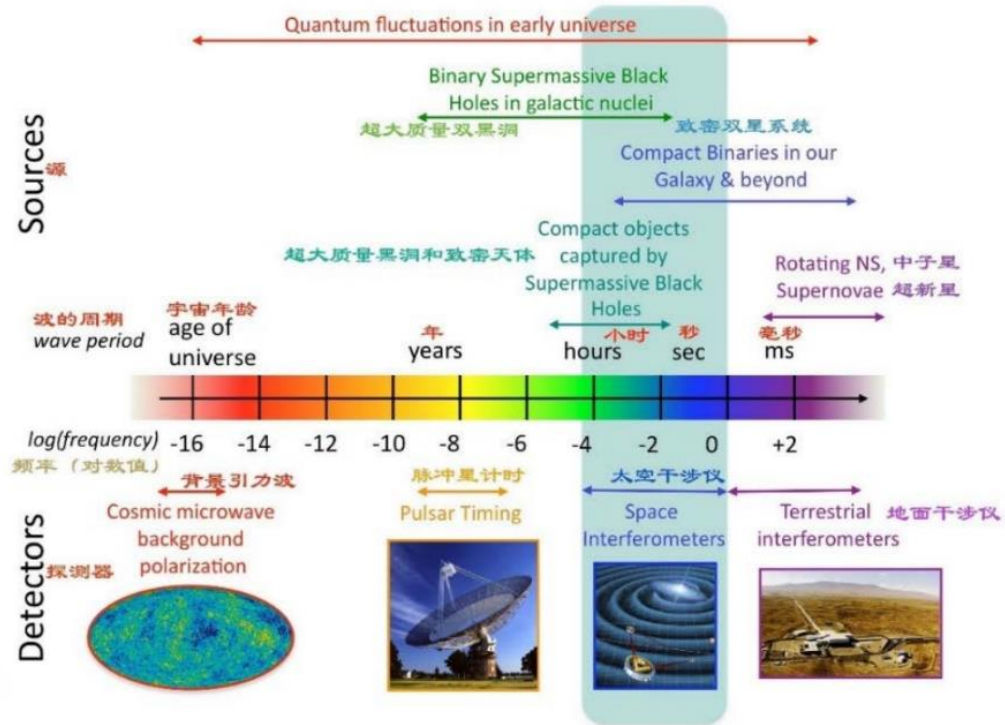 Quantum fluctuations in early universe
Binary Supermassive Black
Holes in galactic nuclei
超大质量双黑洞
致密双星系统
Compact Binaries in our
Galaxy & beyond
Sources
源
超大质量黑洞和致密天体
Compact objects
captured by
Supermassive Black
Holes
Rotating NS, 中子星
Supernovae 超新星
波的周期
wave period
宇宙年龄
age of
universe
年
years
小时
hours
秒
sec
毫秒
ms
log(frequency)
-16 -14 -12 -10 -8 -6 -4 -2 0 +2
频率（对数值）
Detectors
探测器
背景引力波
Cosmic microwave
background
polarization
脉冲星计时
Pulsar Timing
太空干涉仪
Space
Interferometers
Terrestrial 地面干涉仪
interferometers